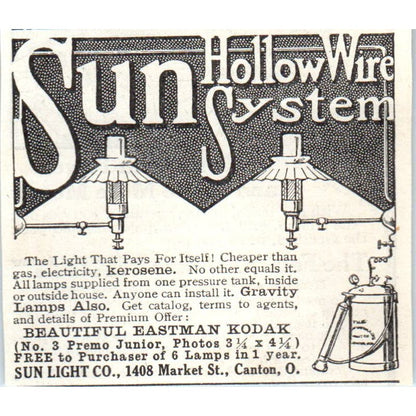 Sun Hollow Wire
System
The Light That Pays For Itself! Cheaper than
gas, electricity, kerosene. No other equals it.
All lamps supplied from one pressure tank, inside
or outside house. Anyone can install it. Gravity
Lamps Also. Get catalog, terms to agents,
and details of Premium Offer:
BEAUTIFUL EASTMAN KODAK
(No. 3 Premo Junior, Photos 3¼ x 4¼)
FREE to Purchaser of 6 Lamps in 1 year.
SUN LIGHT CO., 1408 Market St., Canton, O.